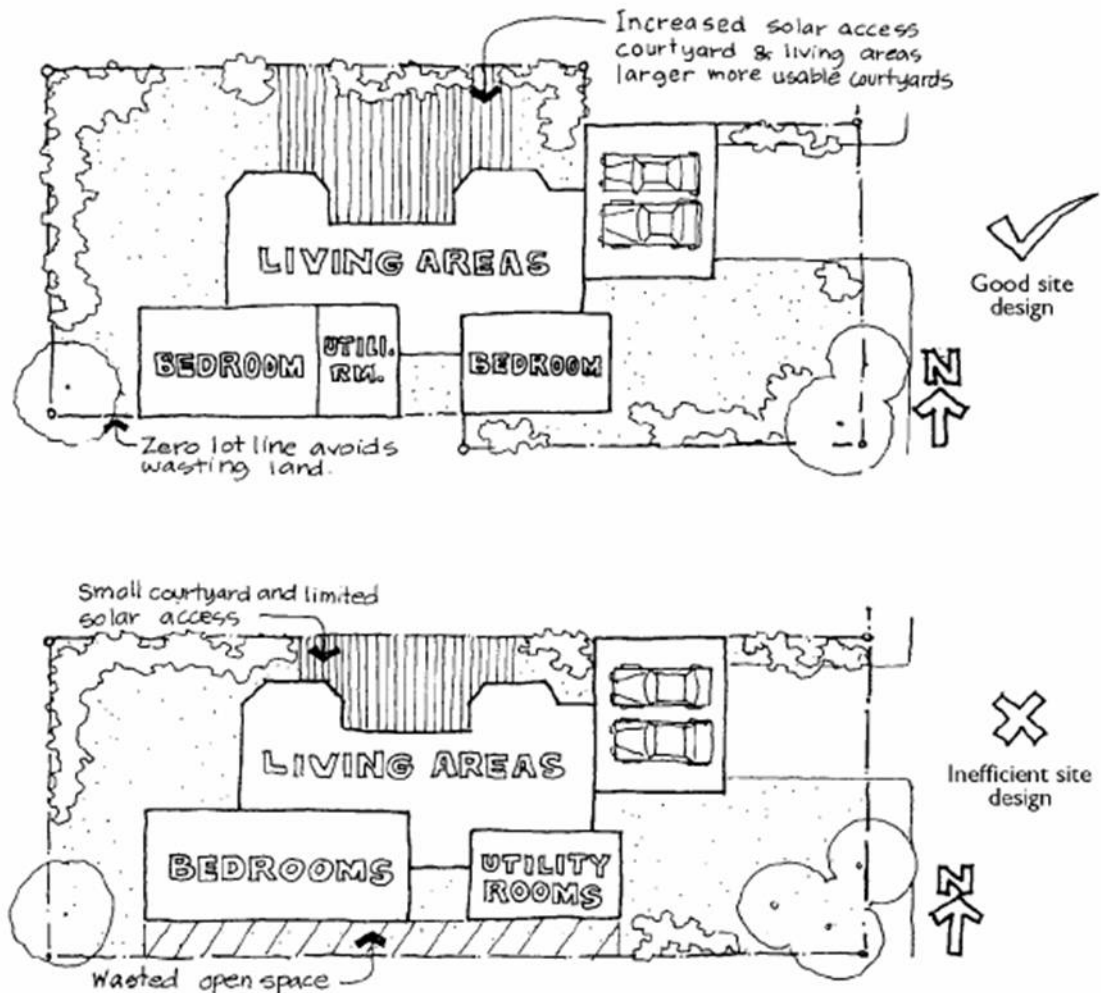 Increased solar access
courtyard & living areas
larger more usable courtyards
LIVING AREAS
Good site
design
BEDROOM
UTILI.
RM.
BEDROOM
N
Zero lot line avoids
wasting land.
Small courtyard and limited
solar access
LIVING AREAS
Inefficient site
design
BEDROOMS
UTILITY
ROOMS
N
Wasted open space